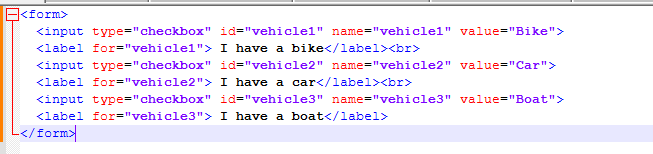 <form>
  <input type="checkbox" id="vehicle1" name="vehicle1" value="Bike">
  <label for="vehicle1"> I have a bike</label><br>
  <input type="checkbox" id="vehicle2" name="vehicle2" value="Car">
  <label for="vehicle2"> I have a car</label><br>
  <input type="checkbox" id="vehicle3" name="vehicle3" value="Boat">
  <label for="vehicle3"> I have a boat</label>
</form>